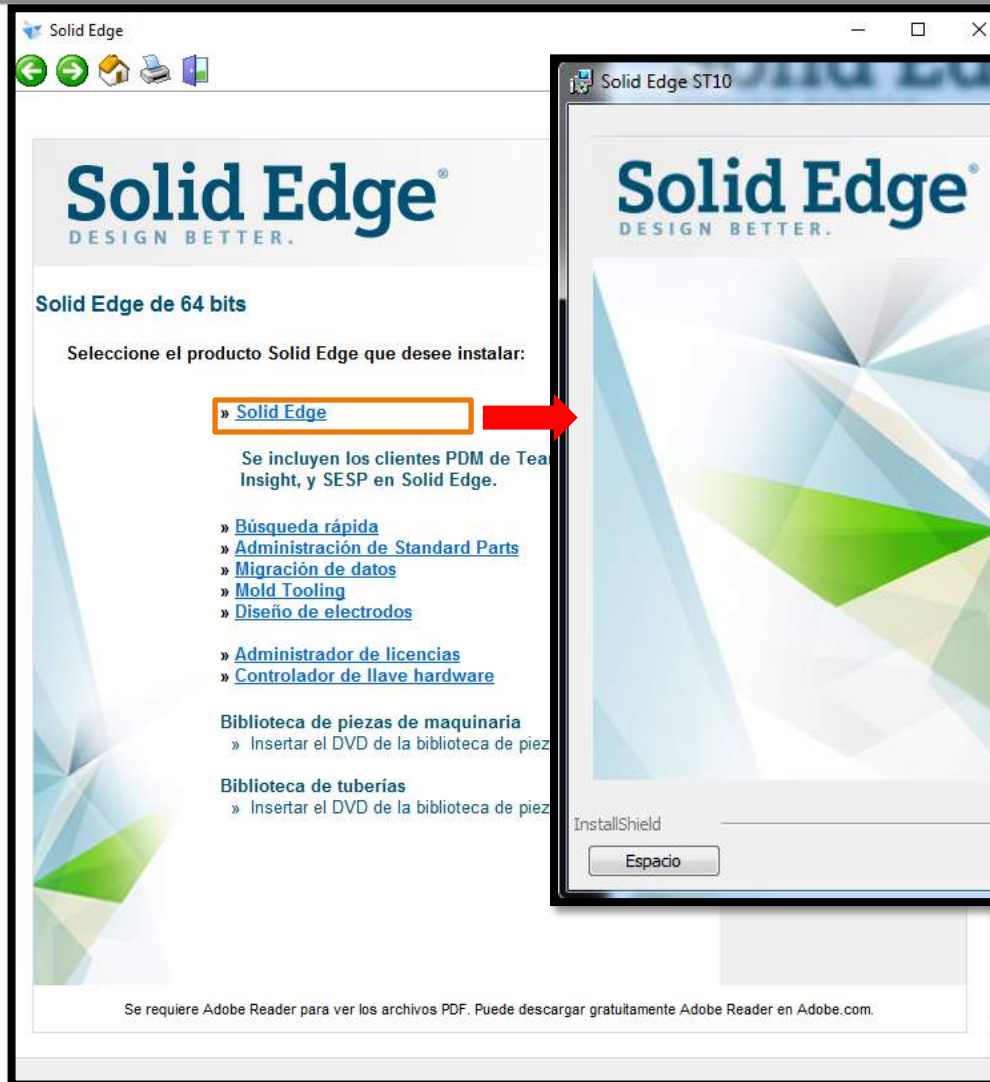 Solid Edge
Solid Edge®
DESIGN BETTER.
Solid Edge de 64 bits
Seleccione el producto Solid Edge que desee instalar:
» Solid Edge
Se incluyen los clientes PDM de
Insight, y SESP en Solid Edge.
» Búsqueda rápida
» Administración de Standard Parts
» Migración de datos
» Mold Tooling
» Diseño de electrodos
» Administrador de licencias
» Controlador de llave hardware
Biblioteca de piezas de maquinaria
» Insertar el DVD de la biblioteca de
Biblioteca de tuberías
» Insertar el DVD de la biblioteca de
Se requiere Adobe Reader para ver los archivos PDF. Puede descargar gratuitamente Adobe Reader en Adobe.com.
Solid Edge ST10
Solid Edge®
DESIGN BETTER.
InstallShield
Espacio